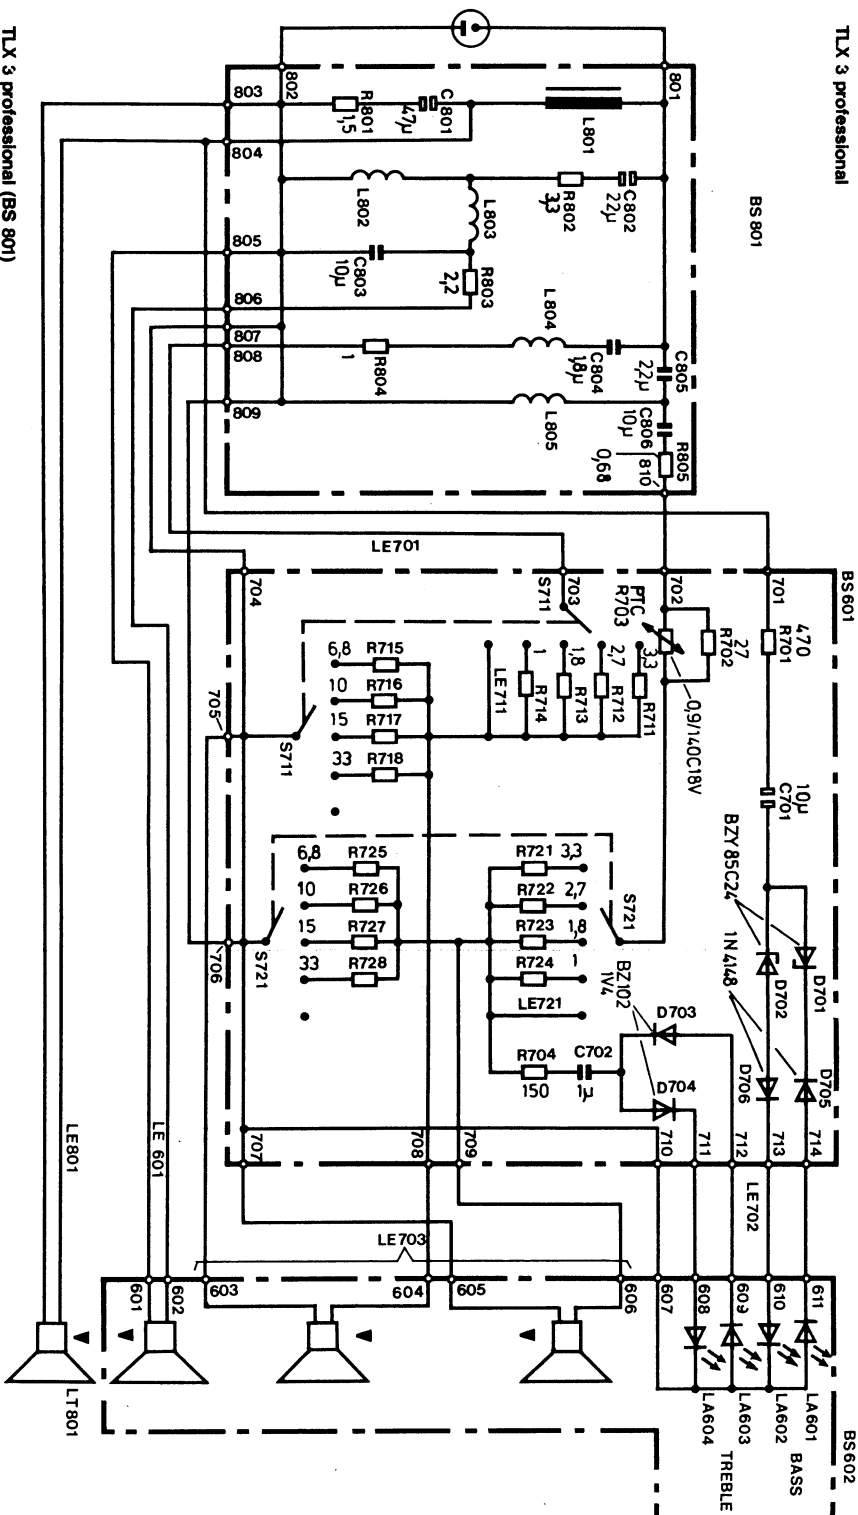 TLX 3 professional
TLX 3 professional (BS 801)
BS 801
801
802
803
804
805
806
807
808
809
810
R801
1,5
C801
47µ
L801
L802
L803
R802
3,3
C802
22µ
C803
10µ
R803
2,2
L804
C804
1,8µ
R804
1
C805
2,2µ
L805
C806
10µ
R805
0,68
LE701
BS601
701
702
703
704
705
706
S711
PTC
R703
R702
27
470
R701
0,9/140C18V
3,3
R711
2,7
R712
1,8
R713
1
R714
LE711
6,8
R715
10
R716
15
R717
33
R718
S711
10µ
C701
BZY 85C24
1N 4148
6,8
R725
10
R726
15
R727
33
R728
S721
R721 3,3
R722 2,7
R723 1,8
R724 1
LE721
S721
BZ102
1V4
D701
D702
D703
D704
D705
D706
R704
150
C702
1µ
707
708
709
710
711
712
713
714
LE801
LE 601
LE702
LE703
601
602
603
604
605
606
607
608
609
610
611
LT801
LA604
LA603
LA602
LA601
TREBLE
BASS
BS602